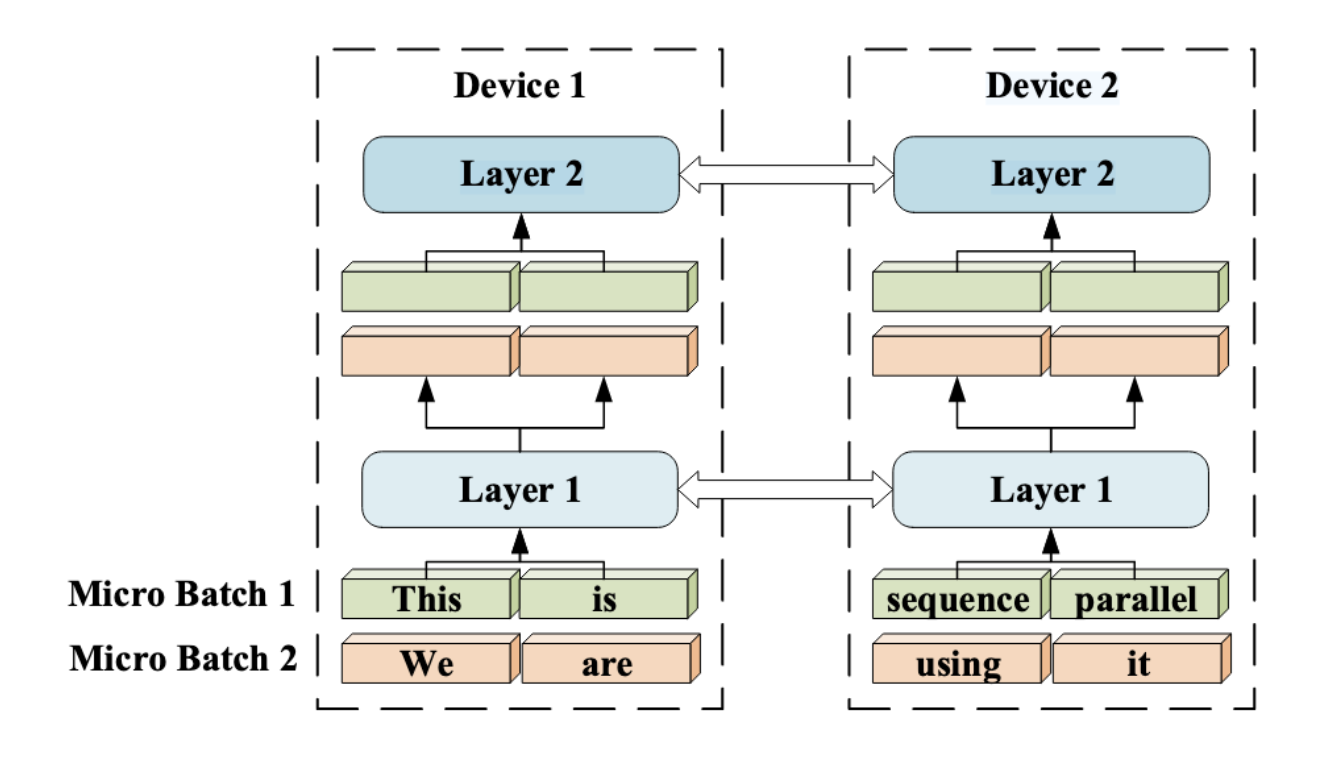 Device 1 Device 2
Layer 2 Layer 2
Layer 1 Layer 1
Micro Batch 1 This is sequence parallel
Micro Batch 2 We are using it